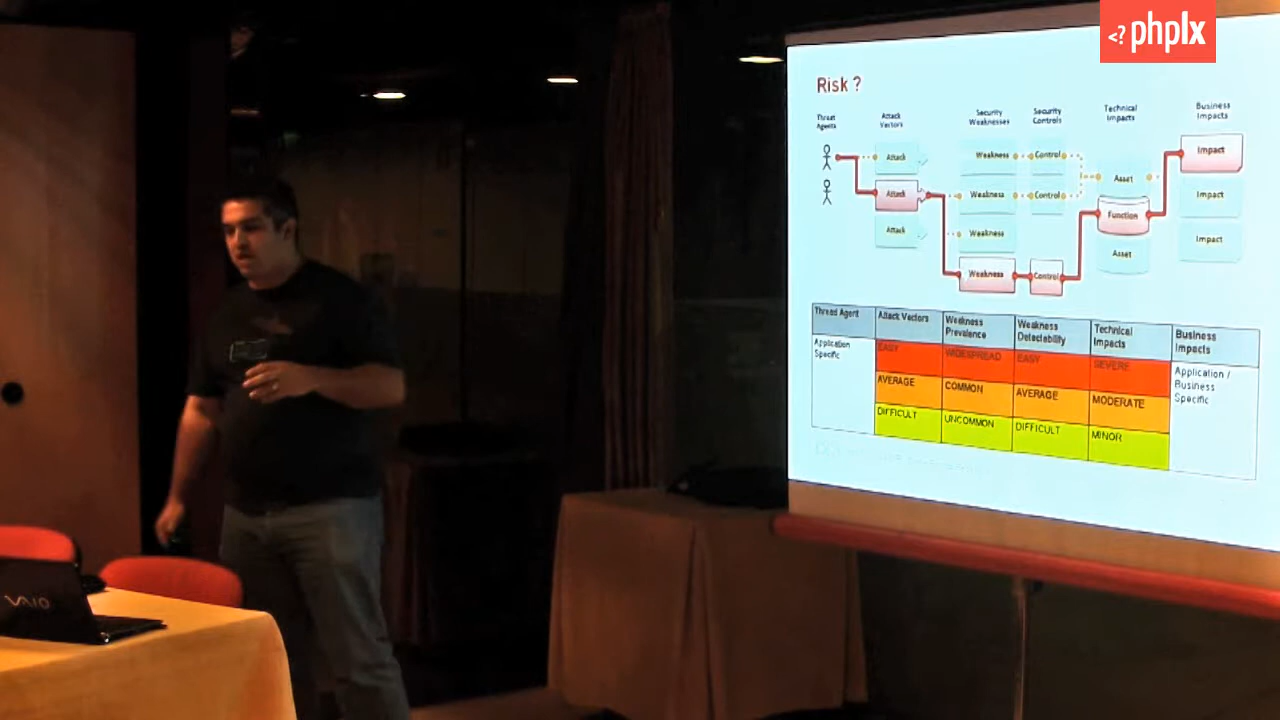 <? phplx
Risk ?
Threat
Agents
Attack
Vectors
Security
Weaknesses
Security
Controls
Technical
Impacts
Business
Impacts
Attack
Weakness
Control
Impact
Attack
Weakness
Control
Asset
Impact
Attack
Weakness
Function
Impact
Weakness
Control
Asset
Thread Agent
Attack Vectors
Weakness
Prevalence
Weakness
Detectability
Technical
Impacts
Business
Impacts
Application
Specific
EASY
WIDESPREAD
EASY
SEVERE
Application /
Business
Specific
AVERAGE
COMMON
AVERAGE
MODERATE
DIFFICULT
UNCOMMON
DIFFICULT
MINOR
VAIO